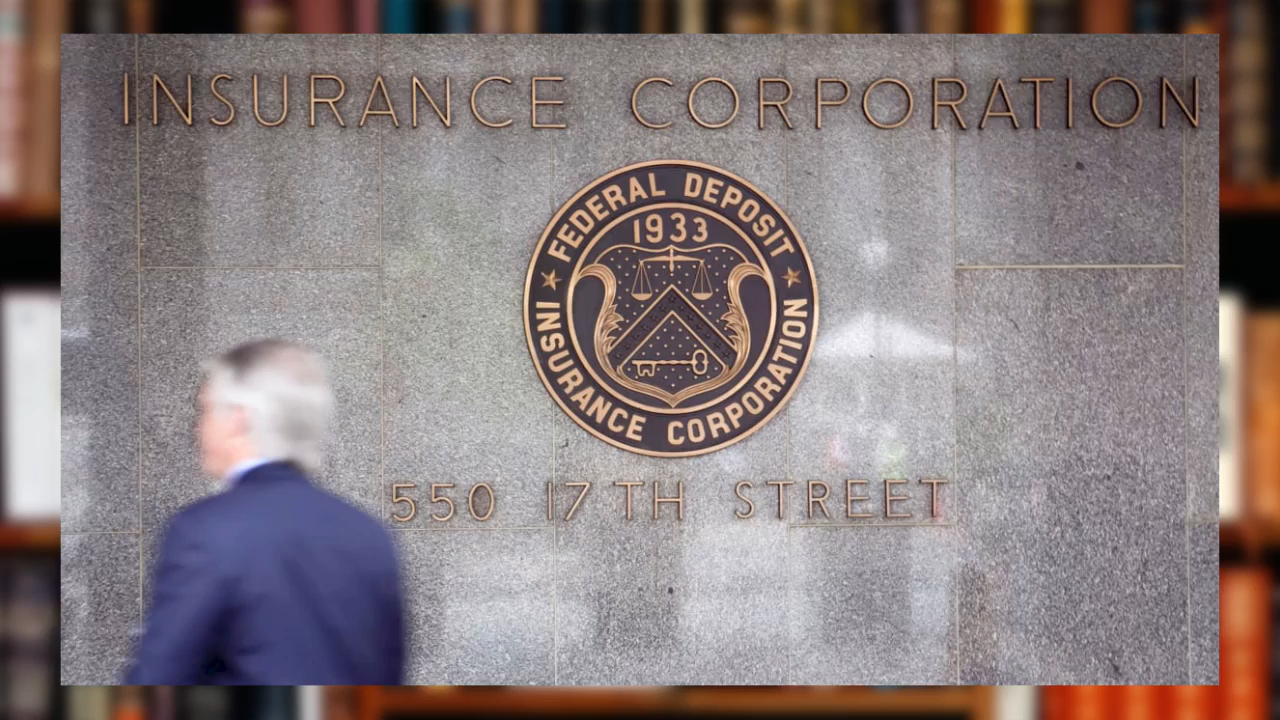 INSURANCE CORPORATION
FEDERAL DEPOSIT
1933
INSURANCE CORPORATION
550 17TH STREET